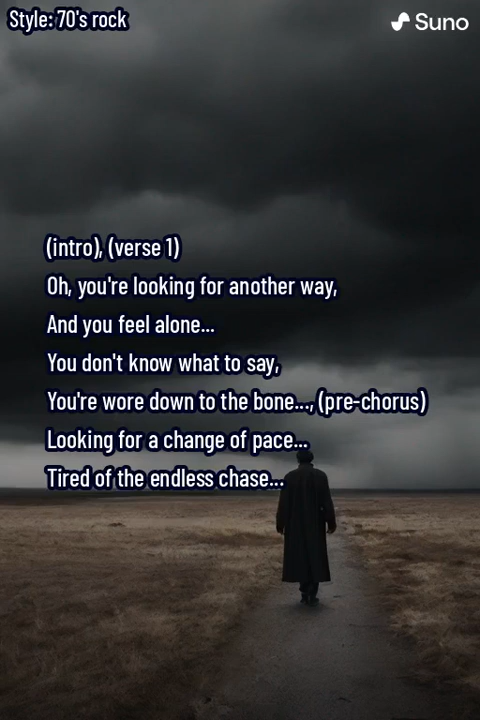 Style: 70's rock
Suno
(intro), (verse 1)
Oh, you're looking for another way,
And you feel alone...
You don't know what to say,
You're wore down to the bone..., (pre-chorus)
Looking for a change of pace...
Tired of the endless chase...